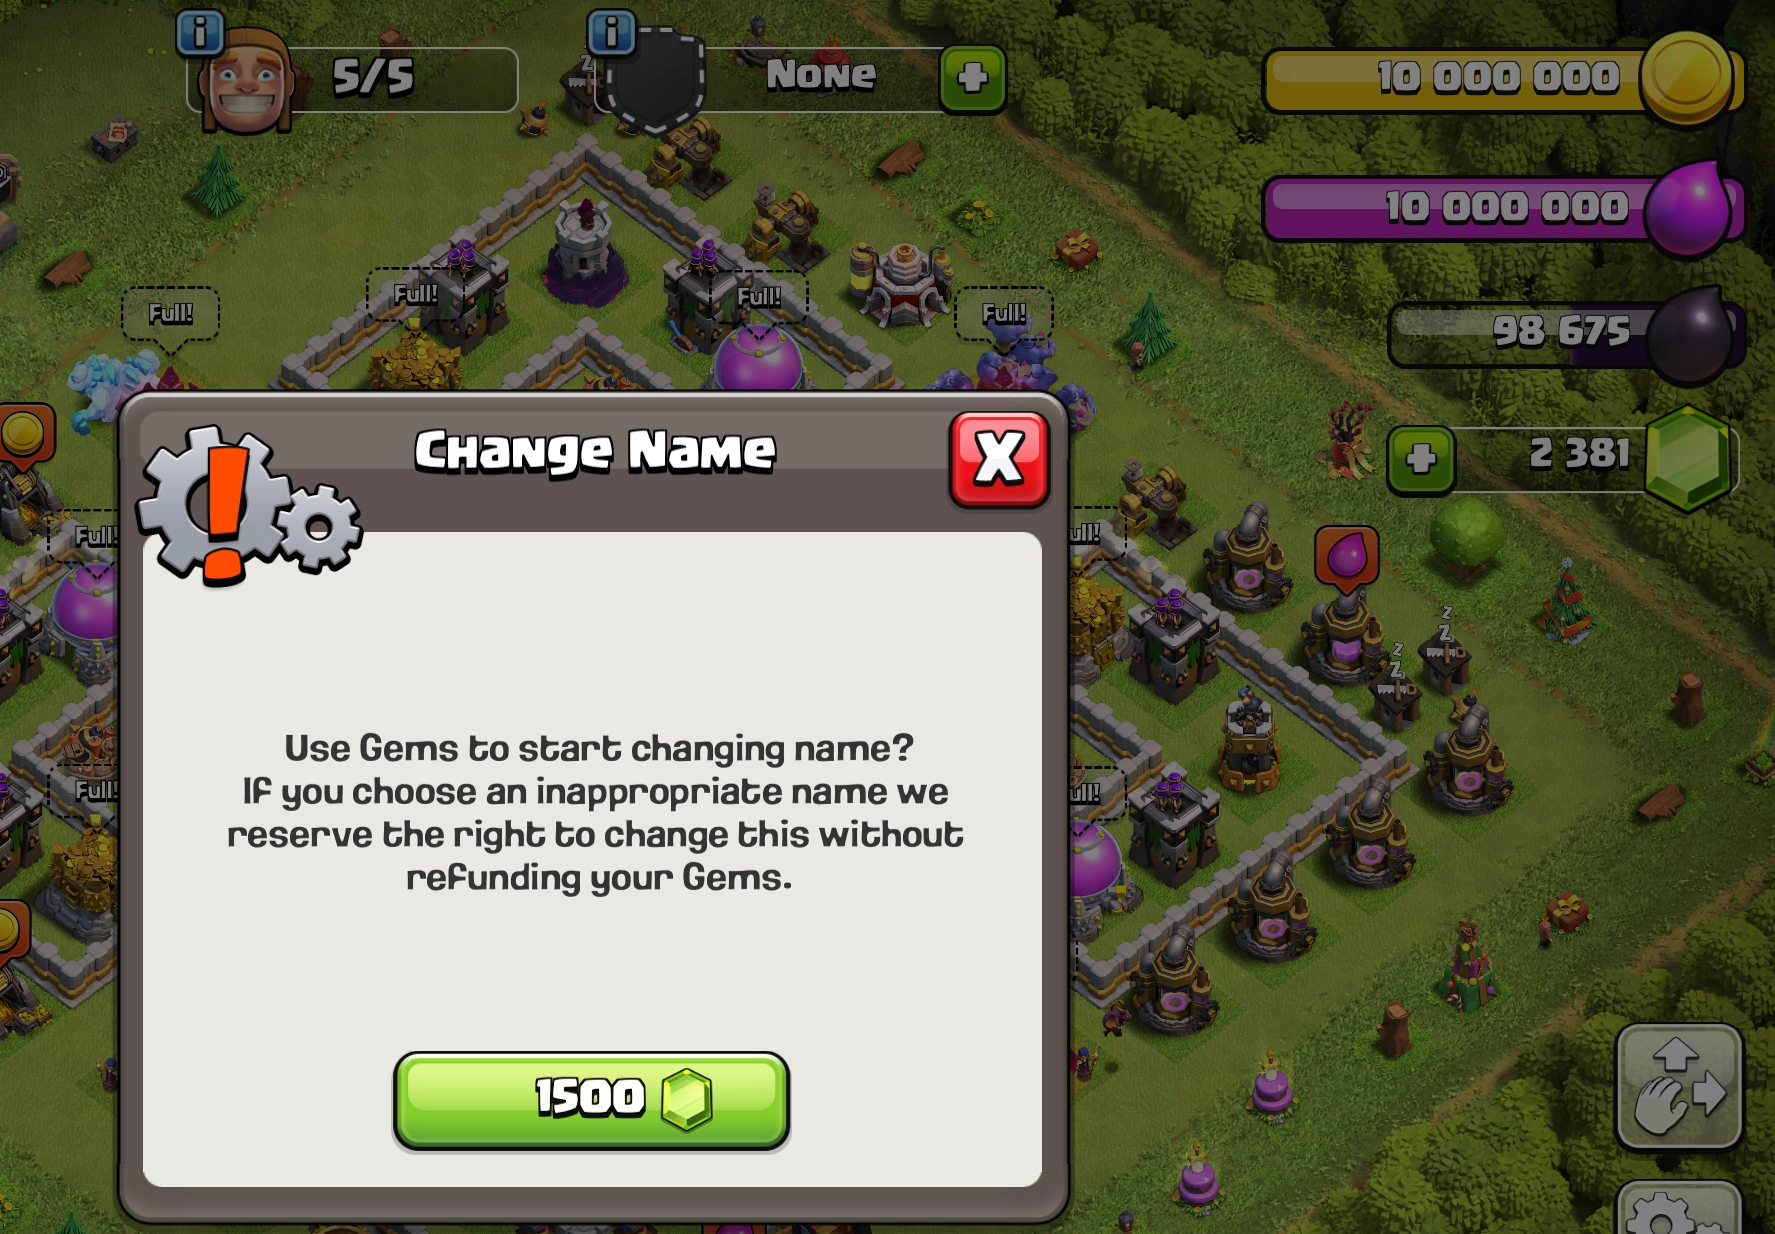 5/5
None
10 000 000
10 000 000
98 675
2 381
Full!
Full!
Full!
Full!
Change Name
X
Full!
Full!
Use Gems to start changing name?
If you choose an inappropriate name we
reserve the right to change this without
refunding your Gems.
1500